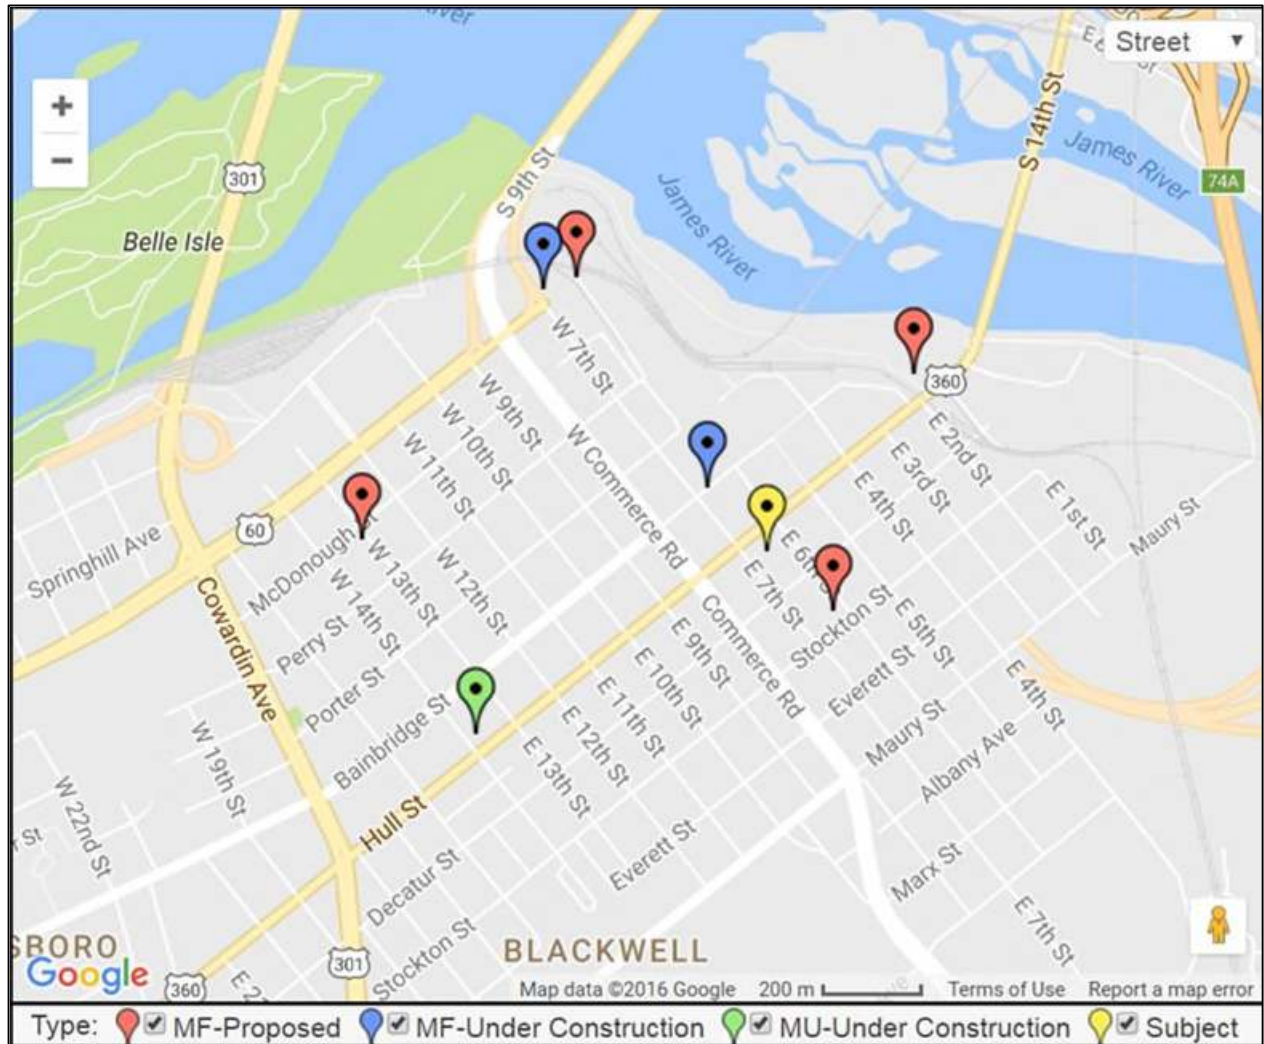 River
Street
E
St
S 14th St
James River
301
S 9th St
74A
James River
Belle Isle
W 7th St
360
W 9th St
E 2nd St
W 10th St
W Commerce Rd
E 3rd St
W 11th St
E 4th St
E 1st St
Maury St
60
McDonough St
Springhill Ave
W 13th St
W 12th St
E 6th St
E 7th St
Stockton St
E 5th St
W 14th St
Cowardin Ave
Perry St
Commerce Rd
E 9th St
Everett St
E 10th St
E 4th St
Porter St
E 11th St
Bainbridge St
Maury St
W 19th St
E 12th St
Albany Ave
E 13th St
W 22nd St
Hull St
r St
Everett St
Marx St
Decatur St
E 7th St
SBORO
BLACKWELL
Google
301
Stockton St
360
E 2
Map data ©2016 Google 200 m Terms of Use Report a map error
Type: MF-Proposed MF-Under Construction MU-Under Construction Subject